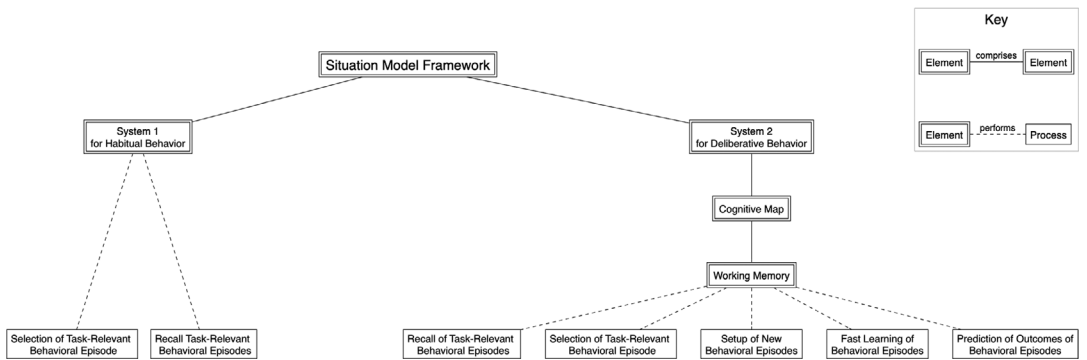 Key
comprises
Element
Element
performs
Element
Process
Situation Model Framework
System 1
for Habitual Behavior
System 2
for Deliberative Behavior
Cognitive Map
Working Memory
Selection of Task-Relevant
Behavioral Episode
Recall Task-Relevant
Behavioral Episodes
Recall of Task-Relevant
Behavioral Episodes
Selection of Task-Relevant
Behavioral Episode
Setup of New
Behavioral Episodes
Fast Learning of
Behavioral Episodes
Prediction of Outcomes of
Behavioral Episodes